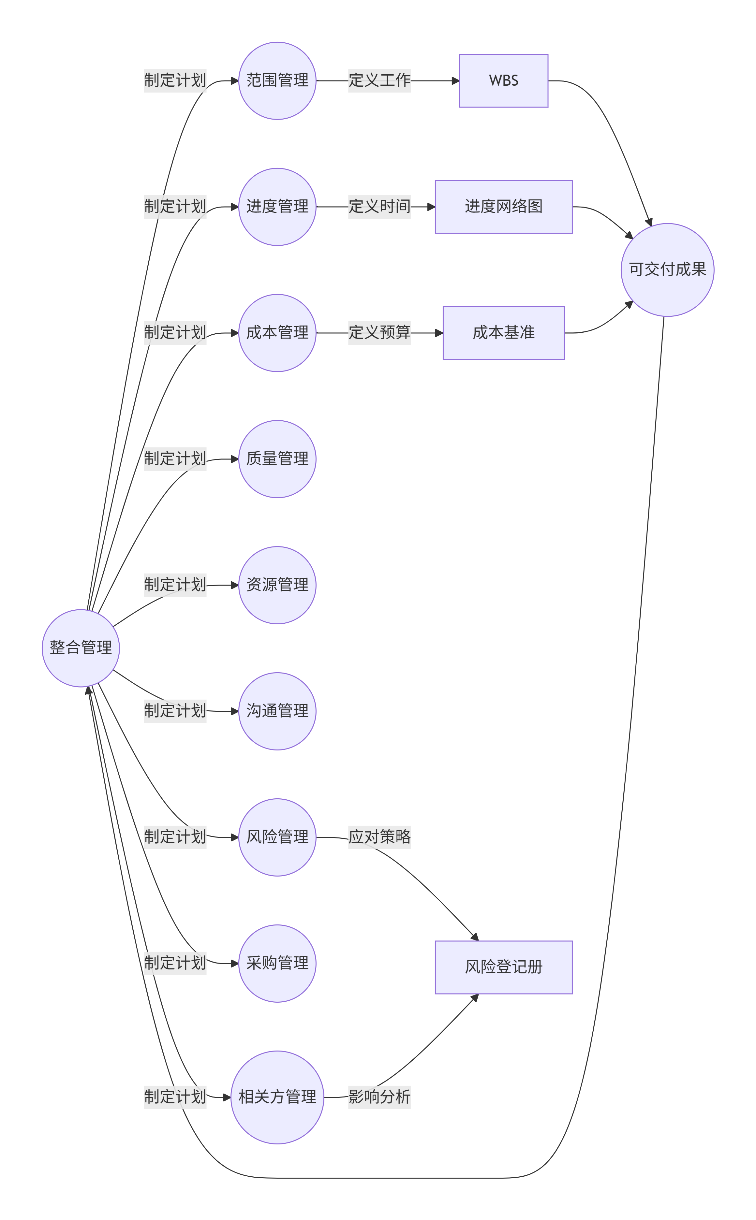 制定计划 范围管理 定义工作 WBS
制定计划 进度管理 定义时间 进度网络图
可交付成果
制定计划 成本管理 定义预算 成本基准
制定计划 质量管理
制定计划 资源管理
整合管理
制定计划 沟通管理
制定计划 风险管理 应对策略
制定计划 采购管理 风险登记册
制定计划 相关方管理 影响分析